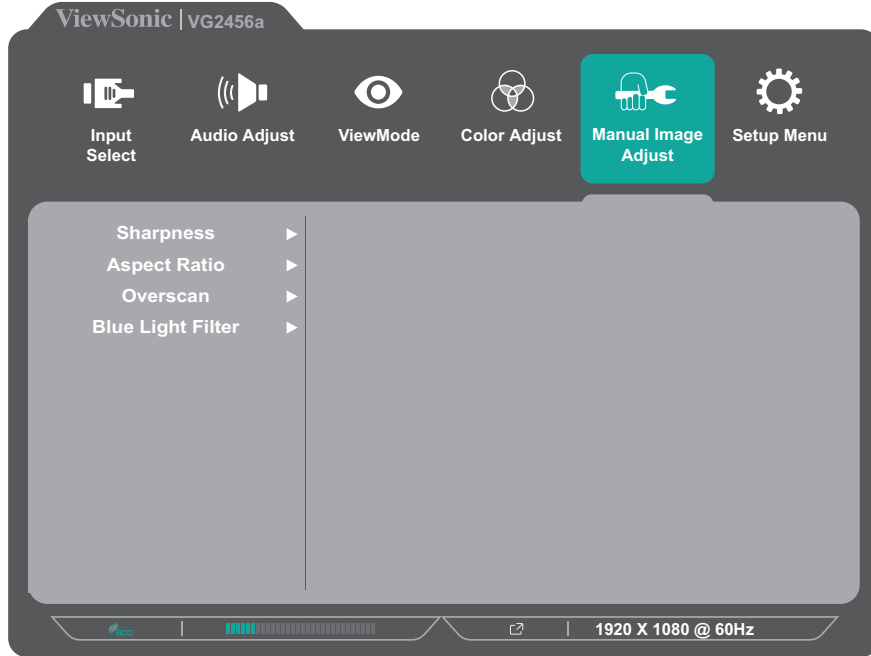 ViewSonic | VG2456a
Input Select
Audio Adjust
ViewMode
Color Adjust
Manual Image Adjust
Setup Menu
Sharpness
Aspect Ratio
Overscan
Blue Light Filter
eco
1920 X 1080 @ 60Hz